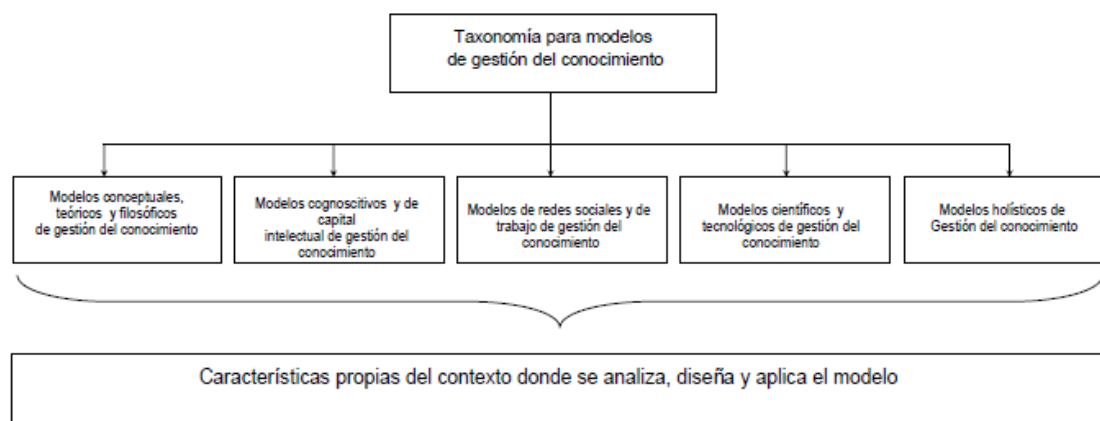 Taxonomía para modelos
de gestión del conocimiento
Modelos conceptuales,
teóricos y filosóficos
de gestión del conocimiento
Modelos cognoscitivos y de
capital
intelectual de gestión del
conocimiento
Modelos de redes sociales y de
trabajo de gestión del
conocimiento
Modelos científicos y
tecnológicos de gestión del
conocimiento
Modelos holísticos de
Gestión del conocimiento
Características propias del contexto donde se analiza, diseña y aplica el modelo